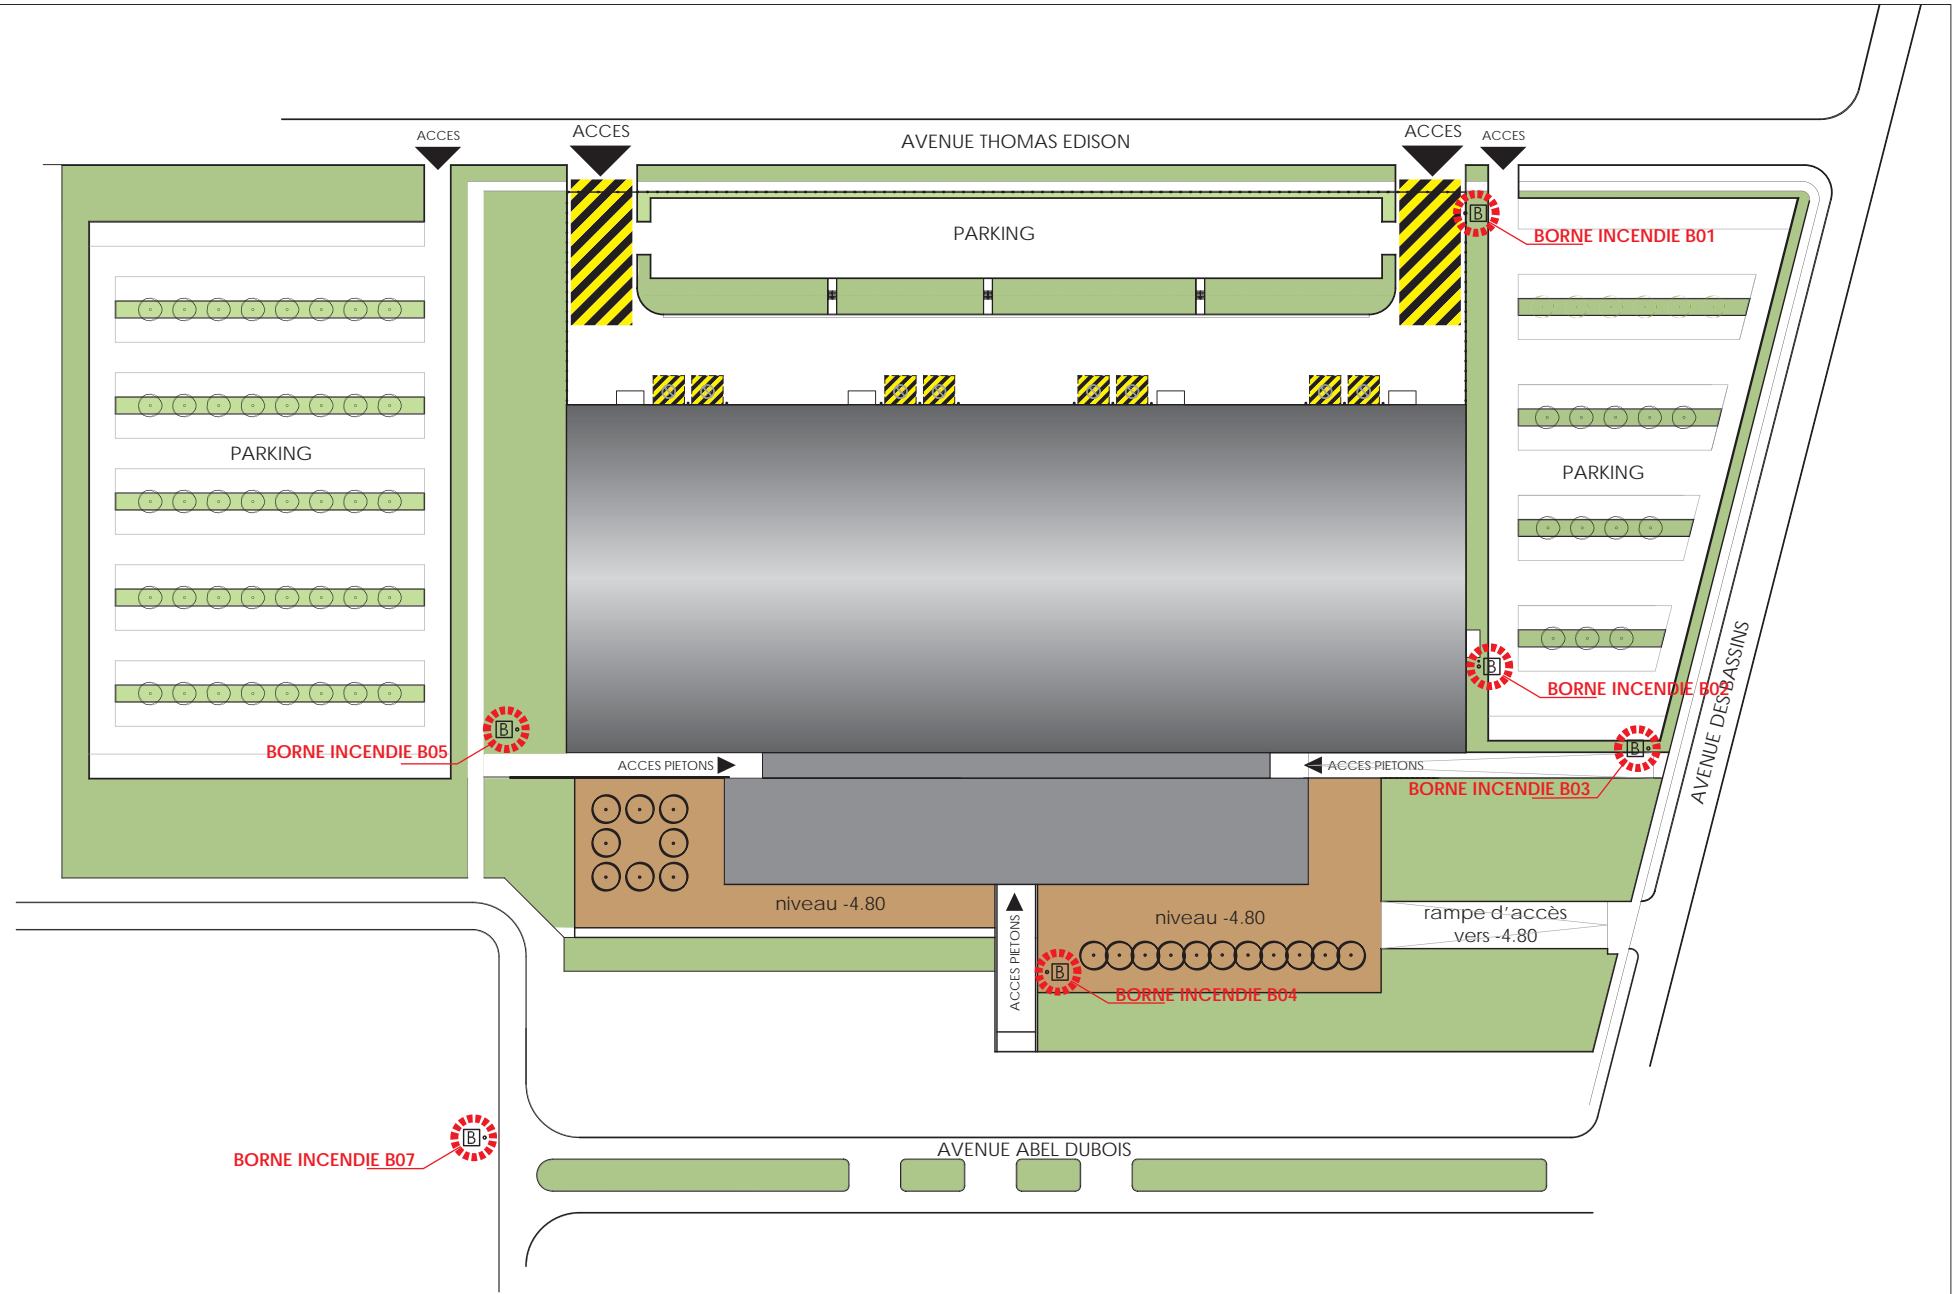 ACCES
ACCES
AVENUE THOMAS EDISON
ACCES
ACCES
B
BORNE INCENDIE B01
PARKING
PARKING
PARKING
B
BORNE INCENDIE B02
AVENUE DES BASSINS
B
BORNE INCENDIE B05
B
ACCES PIETONS
ACCES PIETONS
BORNE INCENDIE B03
niveau -4.80
niveau -4.80
rampe d'accès
vers -4.80
ACCES PIETONS
B
BORNE INCENDIE B04
B
BORNE INCENDIE B07
AVENUE ABEL DUBOIS